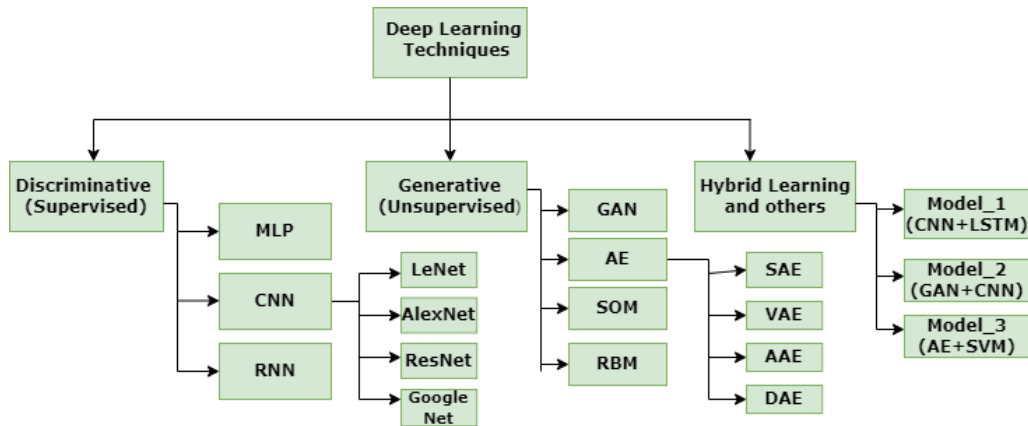 Deep Learning
Techniques
Discriminative
(Supervised)
MLP
CNN
RNN
LeNet
AlexNet
ResNet
Google
Net
Generative
(Unsupervised)
GAN
AE
SOM
RBM
SAE
VAE
AAE
DAE
Hybrid Learning
and others
Model_1
(CNN+LSTM)
Model_2
(GAN+CNN)
Model_3
(AE+SVM)